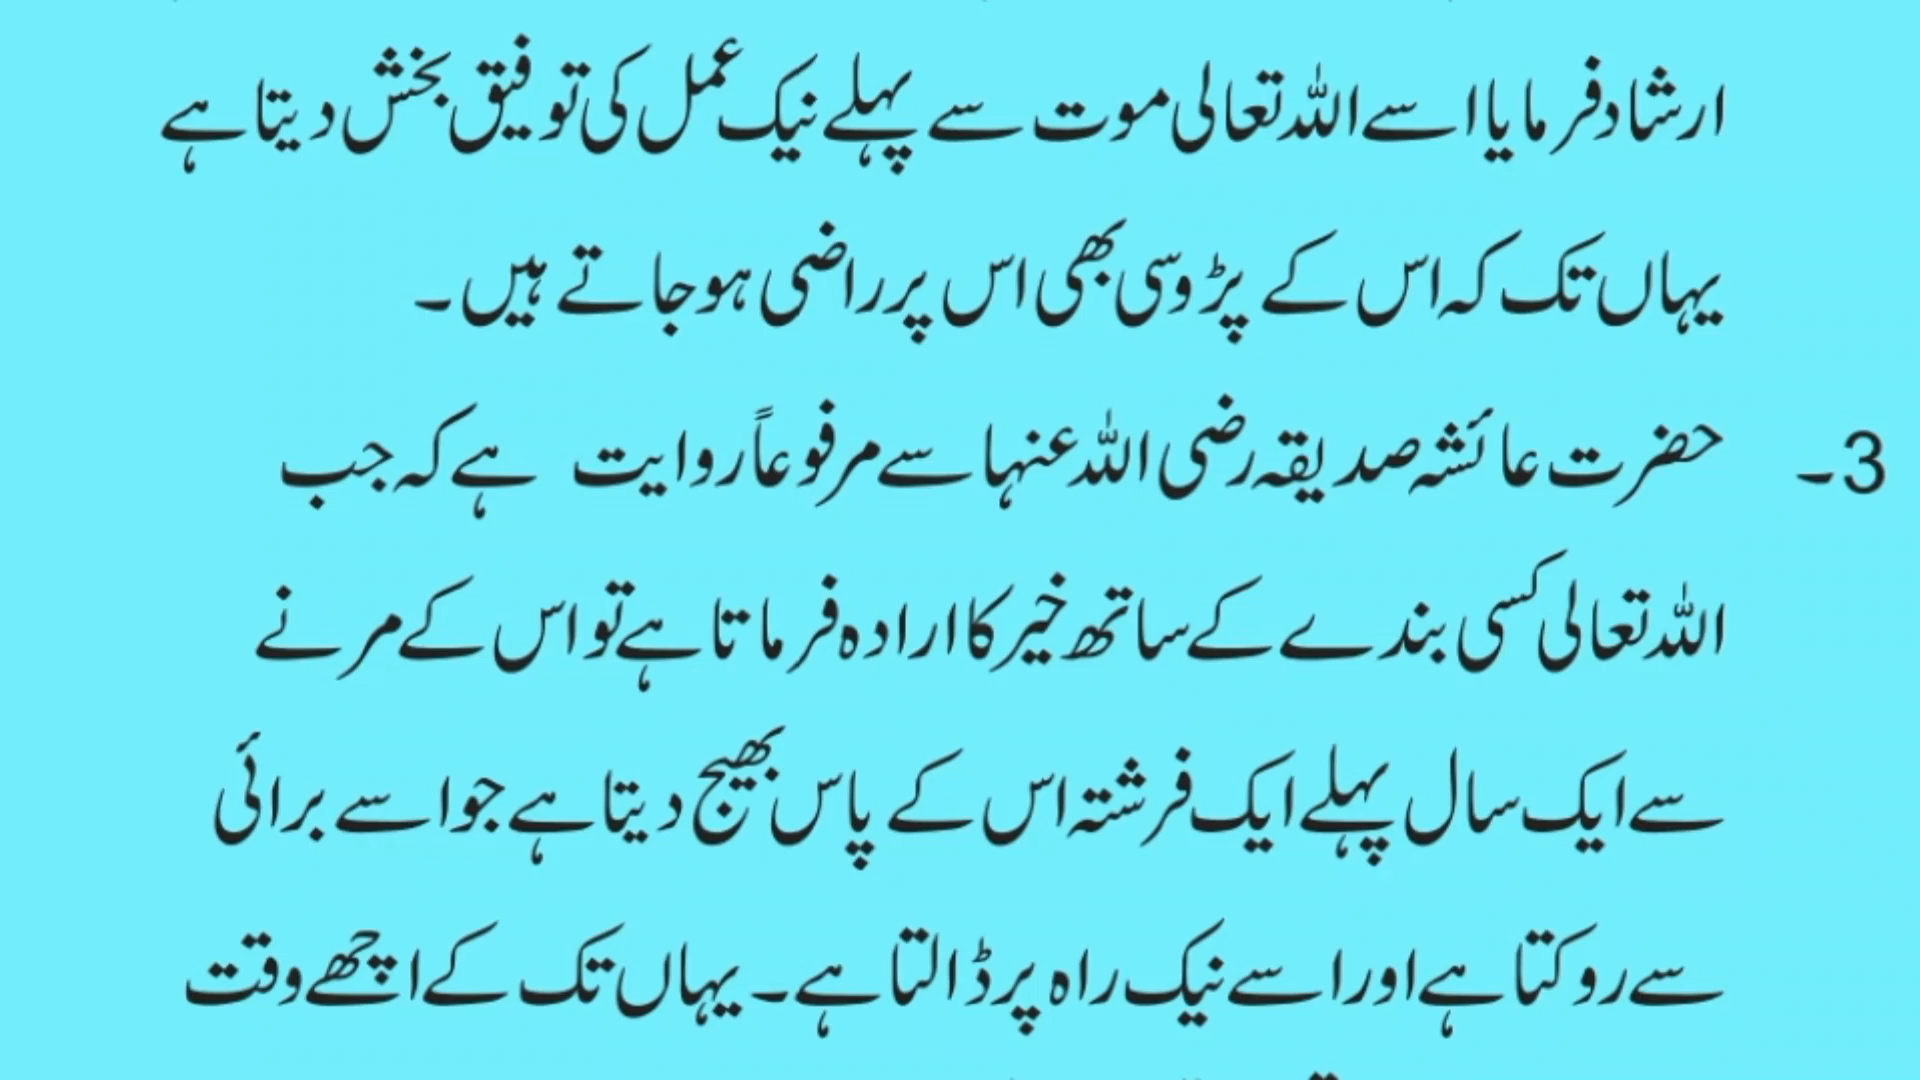 ارشاد فرمایا اسے اللہ تعالی موت سے پہلے نیک عمل کی توفیق بخش دیتا ہے
یہاں تک کہ اس کے پڑوسی بھی اس پر راضی ہو جاتے ہیں۔
3۔ حضرت عائشہ صدیقہ رضی اللہ عنہا سے مرفوعاً روایت ہے کہ جب
اللہ تعالی کسی بندے کے ساتھ خیر کا ارادہ فرماتا ہے تو اس کے مرنے
سے ایک سال پہلے ایک فرشتہ اس کے پاس بھیج دیتا ہے جو اسے برائی
سے روکتا ہے اور اسے نیک راہ پر ڈالتا ہے۔ یہاں تک کے اچھے وقت